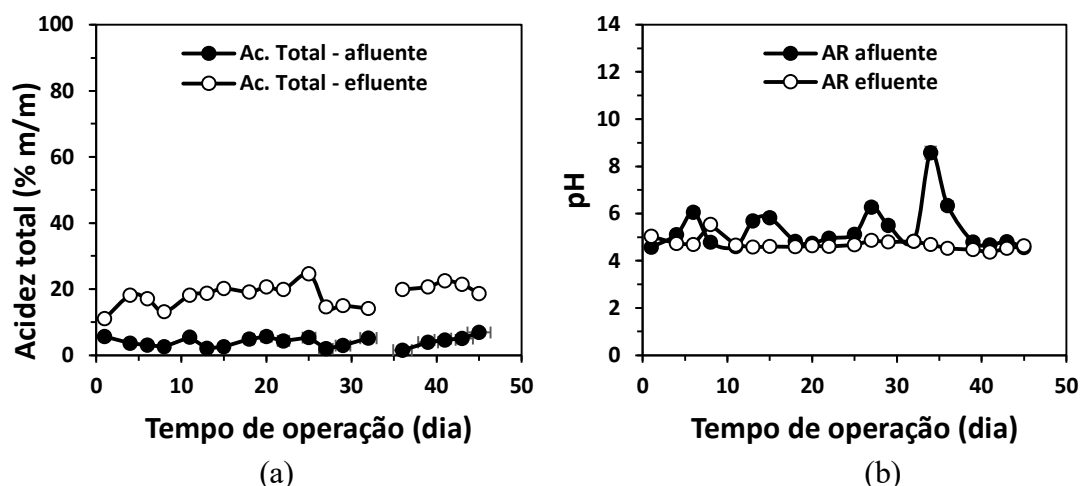 100
80
60
40
20
0
Acidez total (% m/m)
Ac. Total - afluente
Ac. Total - efluente
0 10 20 30 40 50
Tempo de operação (dia)
(a)
14
12
10
8
6
4
2
0
pH
AR afluente
AR efluente
0 10 20 30 40 50
Tempo de operação (dia)
(b)